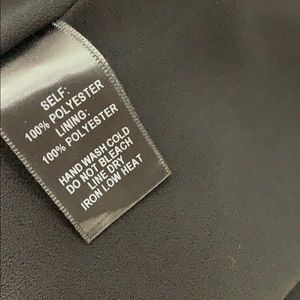 SELF:
100% POLYESTER
LINING:
100% POLYESTER
HAND WASH COLD
DO NOT BLEACH
LINE DRY
IRON LOW HEAT